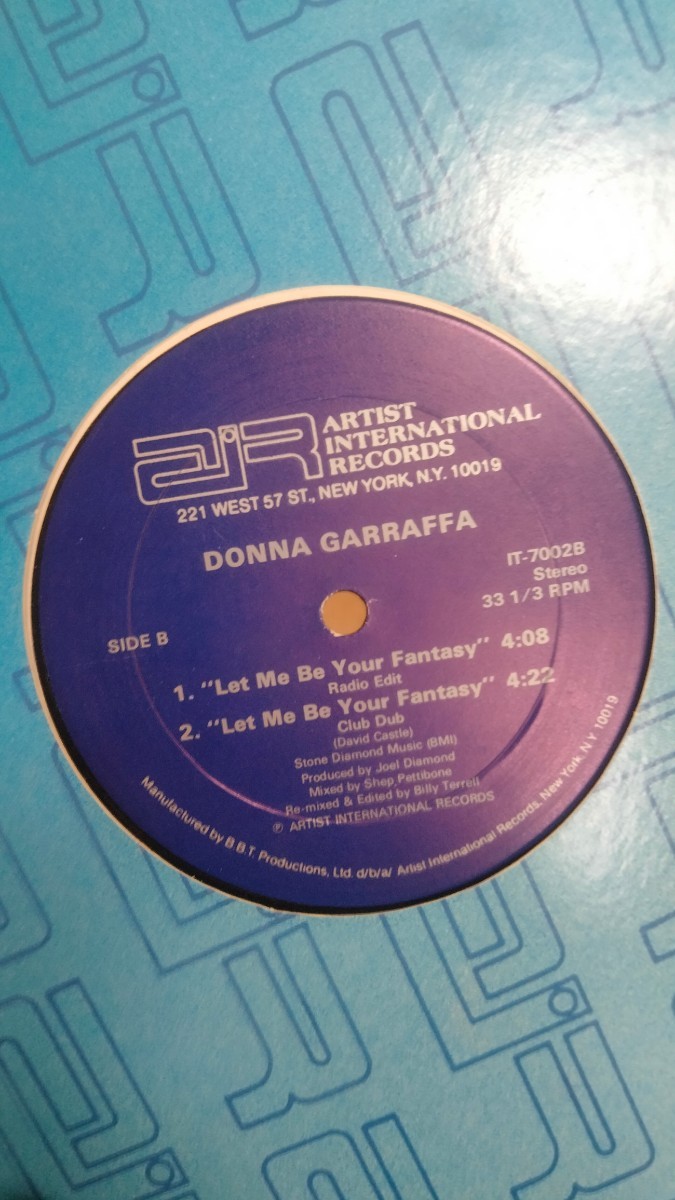 aiR
ARTIST
INTERNATIONAL
RECORDS
221 WEST 57 ST., NEW YORK, N.Y. 10019
DONNA GARRAFFA
IT-7002B
Stereo
33 1/3 RPM
SIDE B
1. "Let Me Be Your Fantasy" 4:08
Radio Edit
2. "Let Me Be Your Fantasy" 4:22
Club Dub
(David Castle)
Stone Diamond Music (BMI)
Produced by Joel Diamond
Mixed by Shep Pettibone
Re-mixed & Edited by Billy Terrell
℗ ARTIST INTERNATIONAL RECORDS
Manufactured by B.B.T. Productions, Ltd. d/b/a/ Artist International Records, New York, N.Y. 10019